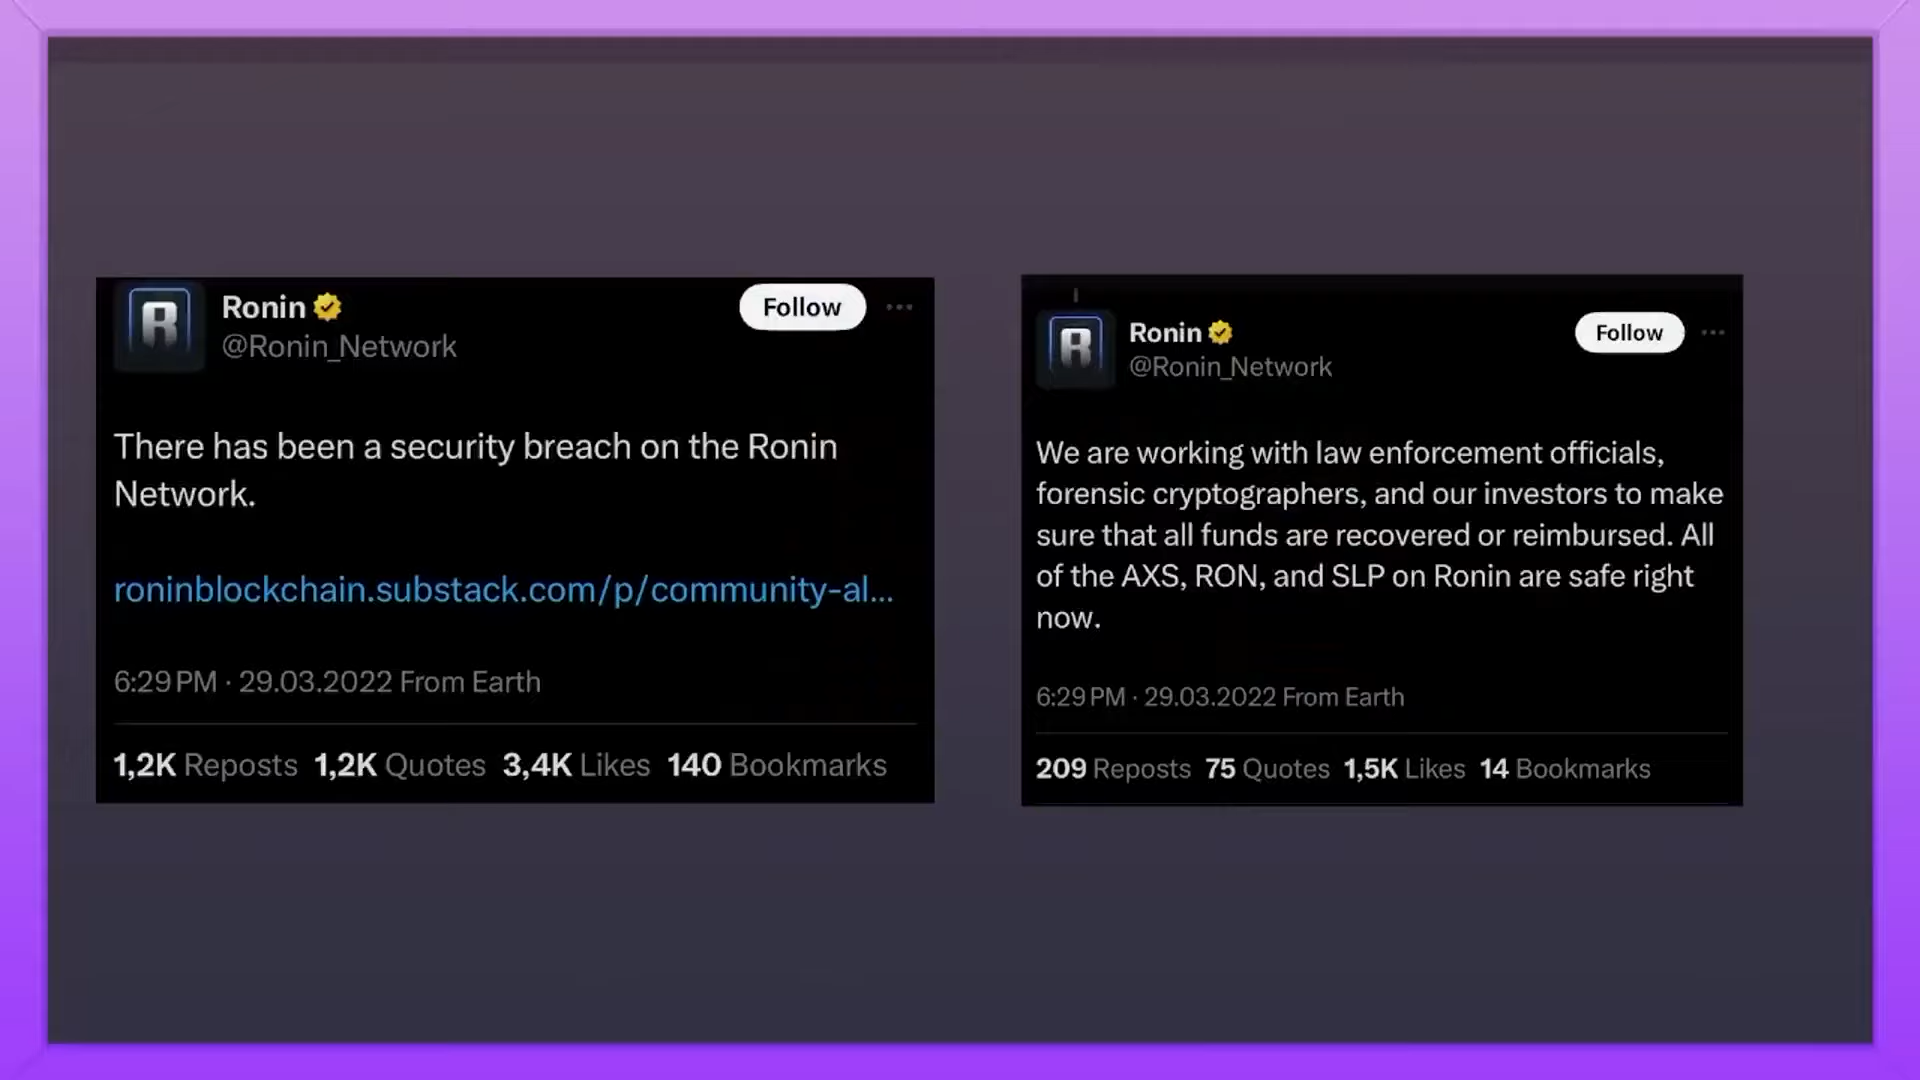 Ronin
@Ronin_Network
Follow
There has been a security breach on the Ronin
Network.
roninblockchain.substack.com/p/community-al...
6:29 PM · 29.03.2022 From Earth
1,2K Reposts 1,2K Quotes 3,4K Likes 140 Bookmarks
Ronin
@Ronin_Network
Follow
We are working with law enforcement officials,
forensic cryptographers, and our investors to make
sure that all funds are recovered or reimbursed. All
of the AXS, RON, and SLP on Ronin are safe right
now.
6:29 PM · 29.03.2022 From Earth
209 Reposts 75 Quotes 1,5K Likes 14 Bookmarks